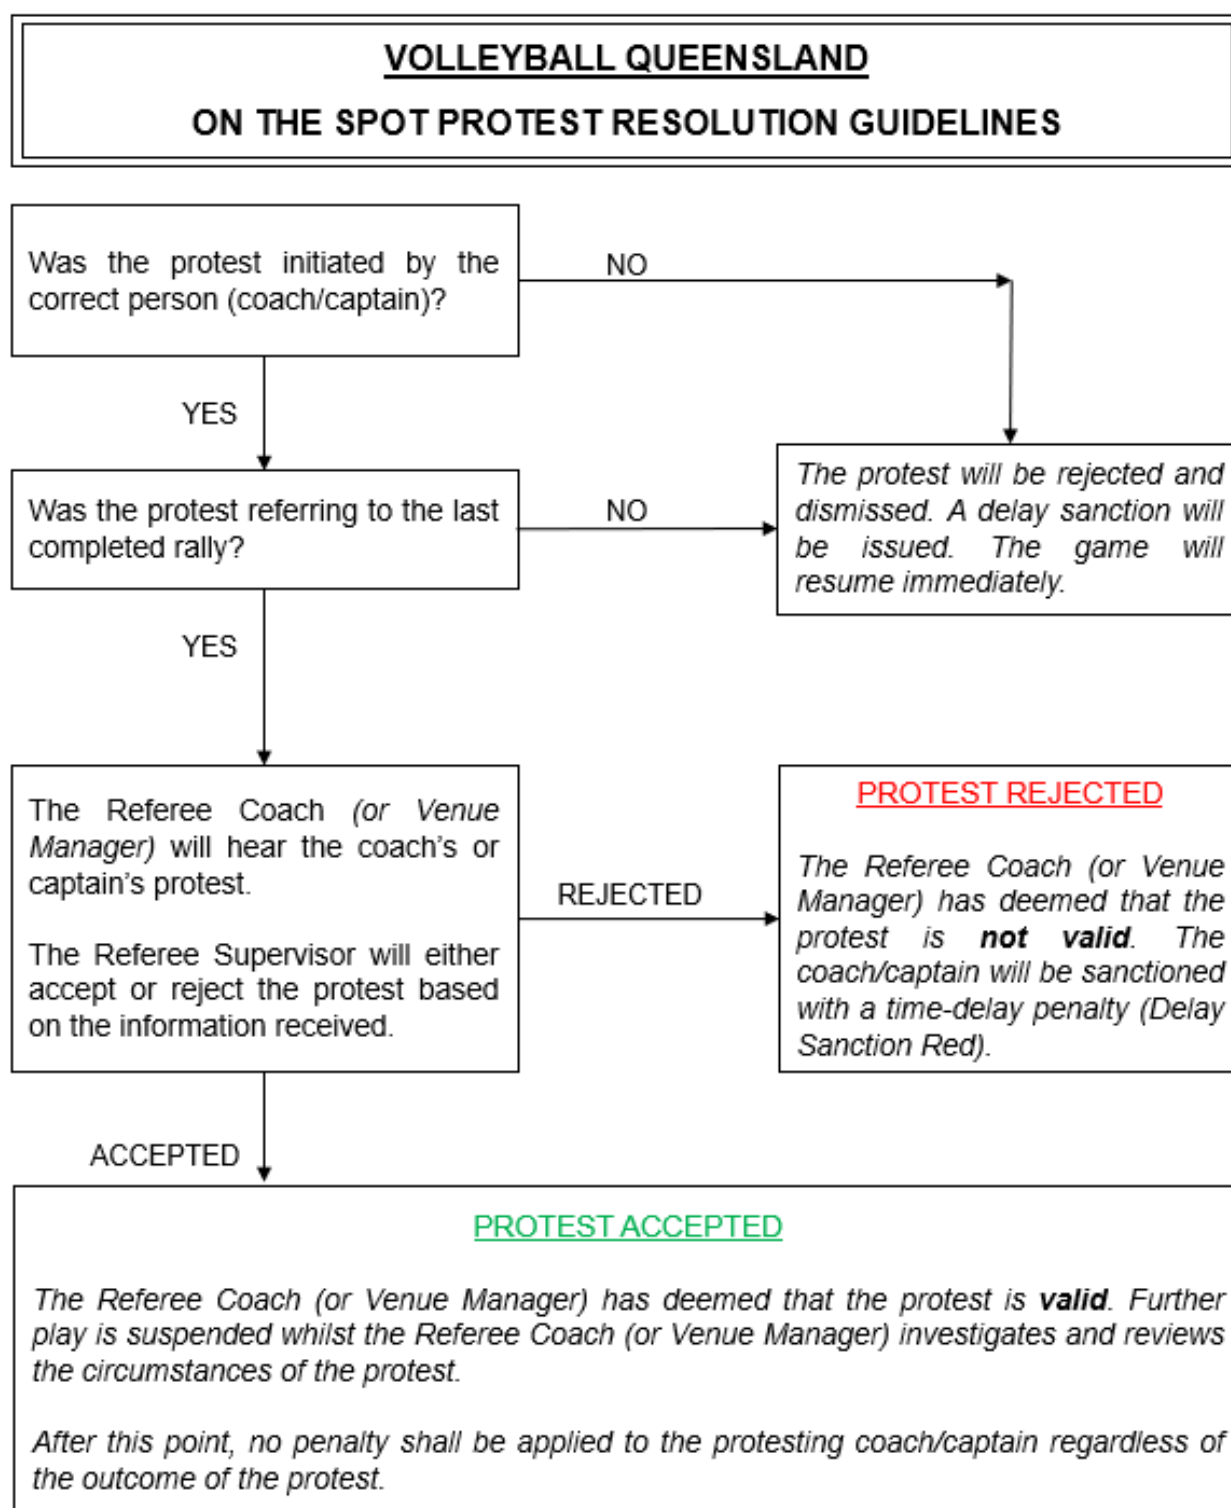 VOLLEYBALL QUEENSLAND
ON THE SPOT PROTEST RESOLUTION GUIDELINES
Was the protest initiated by the
correct person (coach/captain)?
NO
YES
Was the protest referring to the last
completed rally?
NO
The protest will be rejected and
dismissed. A delay sanction will
be issued. The game will
resume immediately.
YES
The Referee Coach (or Venue
Manager) will hear the coach's or
captain's protest.
The Referee Supervisor will either
accept or reject the protest based
on the information received.
REJECTED
PROTEST REJECTED
The Referee Coach (or Venue
Manager) has deemed that the
protest is not valid. The
coach/captain will be sanctioned
with a time-delay penalty (Delay
Sanction Red).
ACCEPTED
PROTEST ACCEPTED
The Referee Coach (or Venue Manager) has deemed that the protest is valid. Further
play is suspended whilst the Referee Coach (or Venue Manager) investigates and reviews
the circumstances of the protest.
After this point, no penalty shall be applied to the protesting coach/captain regardless of
the outcome of the protest.